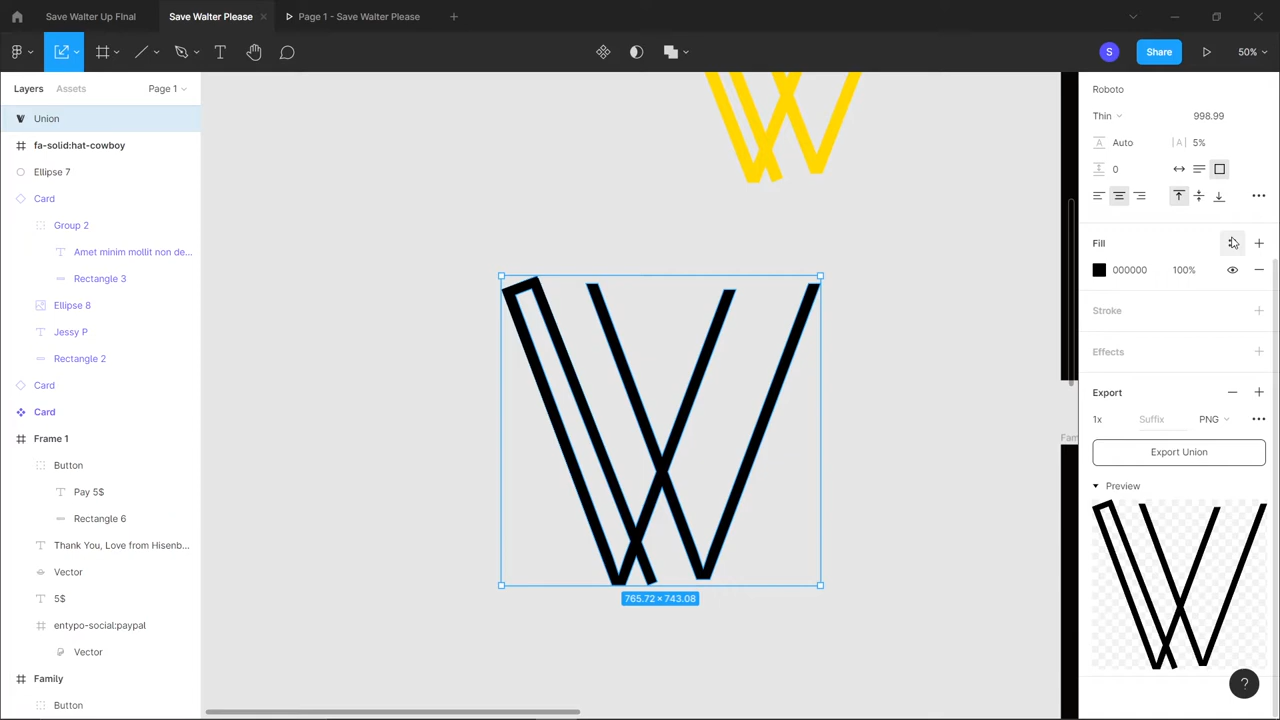 Save Walter Up FInal
Save Walter Please
Page 1 - Save Walter Please
S
Share
50%
Layers
Assets
Page 1
Union
fa-solid:hat-cowboy
Ellipse 7
Card
Group 2
Amet minim mollit non de...
Rectangle 3
Ellipse 8
Jessy P
Rectangle 2
Card
Card
Frame 1
Button
Pay 5$
Rectangle 6
Thank You, Love from Hisenb...
Vector
5$
entypo-social:paypal
Vector
Family
Button
765.72 × 743.08
Fam
Roboto
Thin
998.99
Auto
5%
0
Fill
000000
100%
Stroke
Effects
Export
1x
Suffix
PNG
Export Union
Preview
?